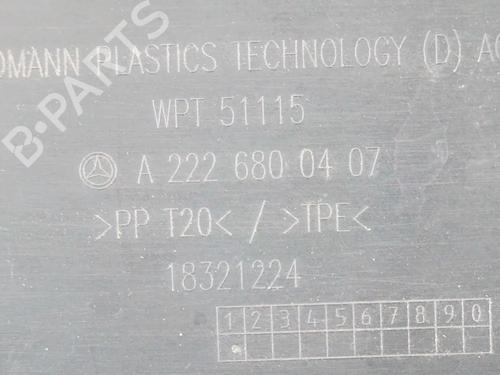 DMANN PLASTICS TECHNOLOGY (D) AG
WPT 51115
A 222 680 04 07
>PP T20< / >TPE<
18321224
1 2 3 4 5 6 7 8 9 0
B-PARTS